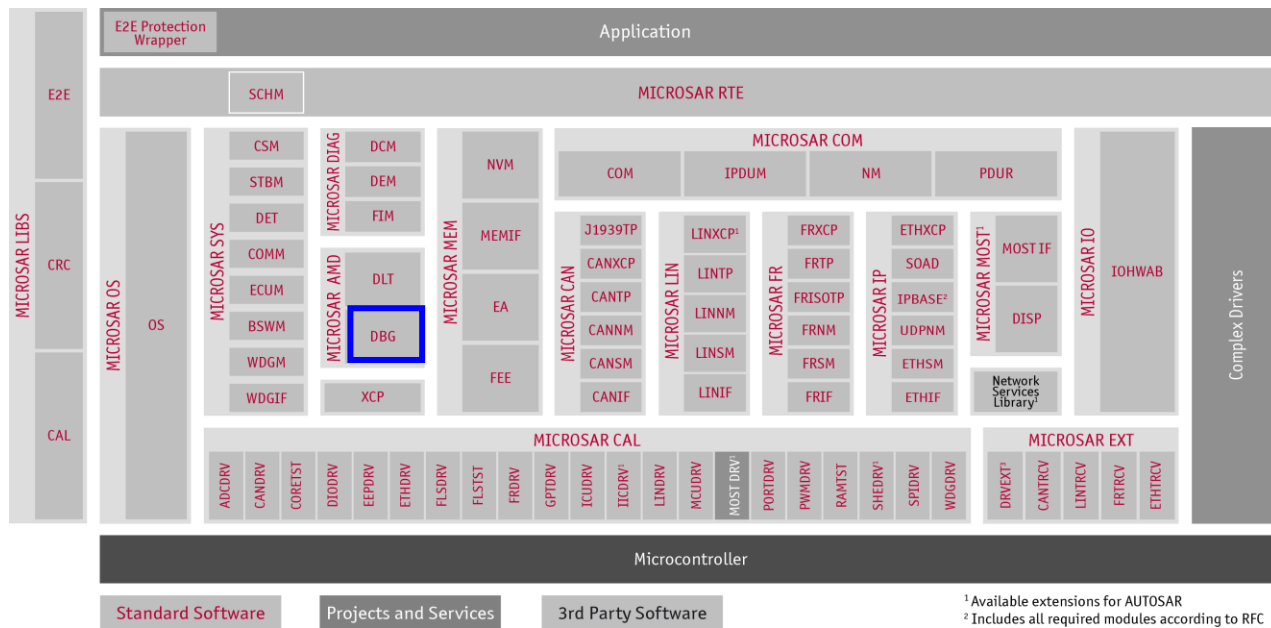 E2E Protection
Wrapper
Application
E2E
SCHM
MICROSAR RTE
MICROSAR LIBS
CRC
CAL
MICROSAR OS
OS
MICROSAR SYS
CSM
STBM
DET
COMM
ECUM
BSWM
WDGM
WDGIF
MICROSAR DIAG
DCM
DEM
FIM
MICROSAR AMD
DLT
DBG
XCP
MICROSAR MEM
NVM
MEMIF
EA
FEE
MICROSAR COM
COM
IPDUM
NM
PDUR
MICROSAR CAN
J1939TP
CANXCP
CANTP
CANNM
CANSM
CANIF
MICROSAR LIN
LINXCP¹
LINTP
LINNM
LINSM
LINIF
MICROSAR FR
FRXCP
FRTP
FRISOTP
FRNM
FRSM
FRIF
MICROSAR IP
ETHXCP
SOAD
IPBASE²
UDPNM
ETHSM
ETHIF
MICROSAR MOST¹
MOST IF
DISP
Network
Services
Library¹
MICROSAR IO
IOHWAB
Complex Drivers
MICROSAR CAL
ADCDRV
CANDRV
CORETST
DIODRV
EEPDRV
ETHDRV
FLSDRV
FLSTST
FRDRV
GPTDRV
ICUDRV
IICDRV¹
LINDRV
MCUDRV
MOST DRV¹
PORTDRV
PWMDRV
RAMTST
SHEDRV¹
SPIDRV
WDGDRV
MICROSAR EXT
DRVEXT³
CANTRCV
LINTRCV
FRTRCV
ETHTRCV
Microcontroller
Standard Software
Projects and Services
3rd Party Software
¹ Available extensions for AUTOSAR
² Includes all required modules according to RFC